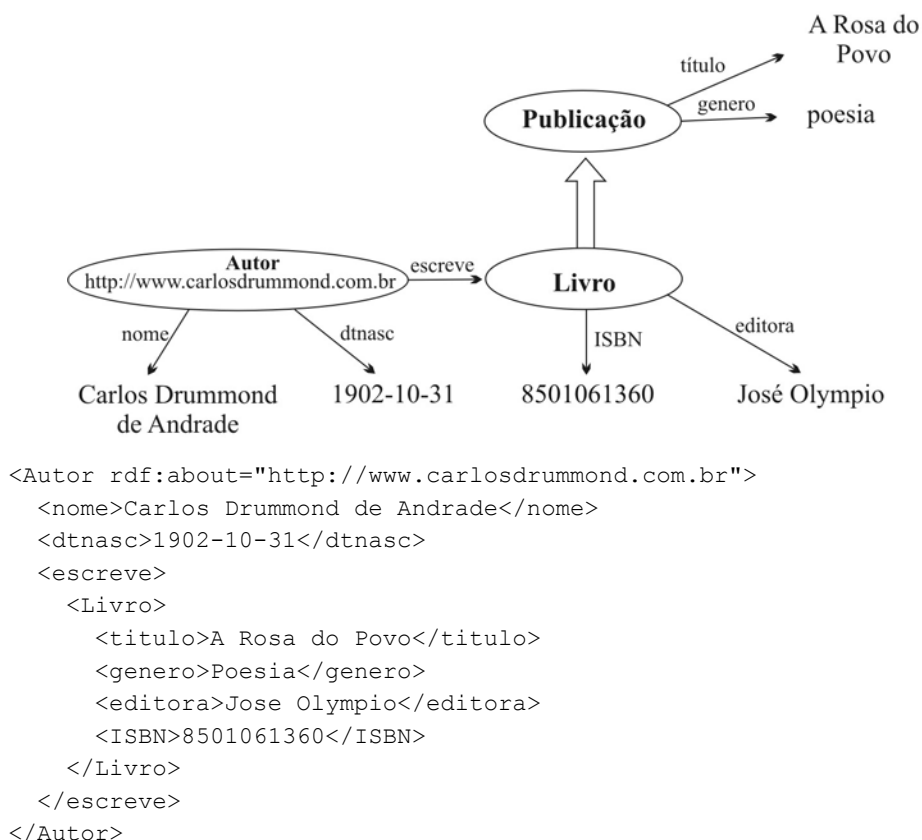 A Rosa do
Povo
título
genero
poesia
Publicação
Autor
http://www.carlosdrummond.com.br
escreve
Livro
nome
dtnasc
ISBN
editora
Carlos Drummond
de Andrade
1902-10-31
8501061360
José Olympio
<Autor rdf:about="http://www.carlosdrummond.com.br">
  <nome>Carlos Drummond de Andrade</nome>
  <dtnasc>1902-10-31</dtnasc>
  <escreve>
    <Livro>
      <titulo>A Rosa do Povo</titulo>
      <genero>Poesia</genero>
      <editora>Jose Olympio</editora>
      <ISBN>8501061360</ISBN>
    </Livro>
  </escreve>
</Autor>